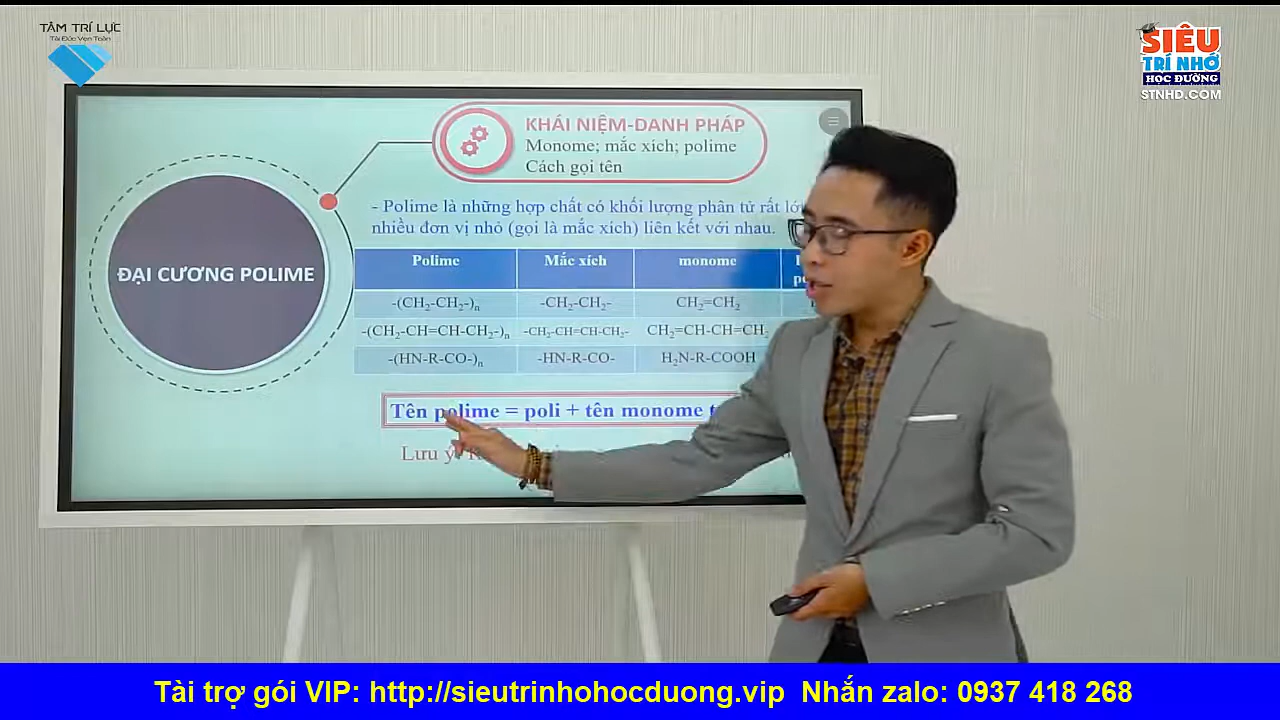 TÂM TRÍ LỰC
Tài Đức Vẹn Toàn
SIÊU
TRÍ NHỚ
HỌC ĐƯỜNG
STNHD.COM
KHÁI NIỆM-DANH PHÁP
Monome; mắc xích; polime
Cách gọi tên
ĐẠI CƯƠNG POLIME
- Polime là những hợp chất có khối lượng phân tử rất
nhiều đơn vị nhỏ (gọi là mắc xích) liên kết với nhau.
Polime Mắc xích monome
-(CH₂-CH₂-)ₙ -CH₂-CH₂- CH₂=CH₂
-(CH₂-CH=CH-CH₂-)ₙ -CH₂-CH=CH-CH₂- CH₂=CH-CH=CH₂
-(HN-R-CO-)ₙ -HN-R-CO- H₂N-R-COOH
Tên polime = poli + tên monome
Lưu ý
Tài trợ gói VIP: http://sieutrinhohocduong.vip Nhắn zalo: 0937 418 268